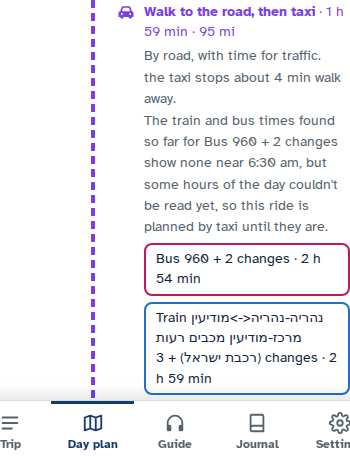 Walk to the road, then taxi · 1 h
59 min · 95 mi
By road, with time for traffic.
the taxi stops about 4 min walk
away.
The train and bus times found
so far for Bus 960 + 2 changes
show none near 6:30 am, but
some hours of the day couldn't
be read yet, so this ride is
planned by taxi until they are.
Bus 960 + 2 changes · 2 h
54 min
Train נהריה-נהריה<->מודיעין
מרכז-מודיעין מכבים רעות
(רכבת ישראל) + 3 changes · 2
h 59 min
Trip
Day plan
Guide
Journal
Settin